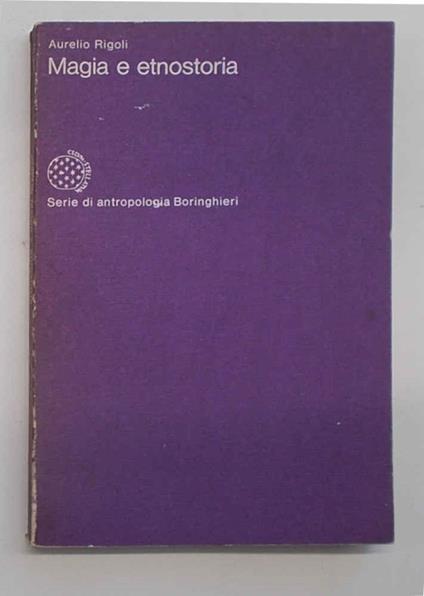 Aurelio Rigoli
Magia e etnostoria
Serie di antropologia Boringhieri